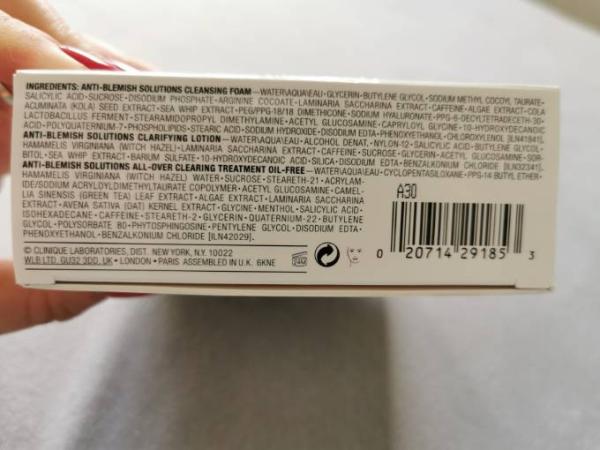 INGREDIENTS: ANTI-BLEMISH SOLUTIONS CLEANSING FOAM—WATER\AQUA\EAU•GLYCERIN•BUTYLENE GLYCOL•SODIUM METHYL COCOYL TAURATE•
SALICYLIC ACID•SUCROSE•DISODIUM PHOSPHATE•ARGININE COCOATE•LAMINARIA SACCHARINA EXTRACT•CAFFEINE•ALGAE EXTRACT•COLA
ACUMINATA (KOLA) SEED EXTRACT•SEA WHIP EXTRACT•PEG/PPG-18/18 DIMETHICONE•SODIUM HYALURONATE•PPG-6-DECYLTETRADECETH-30•
LACTOBACILLUS FERMENT•STEARAMIDOPROPYL DIMETHYLAMINE•ACETYL GLUCOSAMINE•CAPRYLOYL GLYCINE•10-HYDROXYDECANOIC
ACID•POLYQUATERNIUM-7•PHOSPHOLIPIDS•STEARIC ACID•SODIUM HYDROXIDE•DISODIUM EDTA•PHENOXYETHANOL•CHLOROXYLENOL [ILN41841].
ANTI-BLEMISH SOLUTIONS CLARIFYING LOTION—WATER\AQUA\EAU•ALCOHOL DENAT.•NYLON-12•SALICYLIC ACID•BUTYLENE GLYCOL•
HAMAMELIS VIRGINIANA (WITCH HAZEL)•LAMINARIA SACCHARINA EXTRACT•CAFFEINE•SUCROSE•GLYCERIN•ACETYL GLUCOSAMINE•SOR-
BITOL•SEA WHIP EXTRACT•BARIUM SULFATE•10-HYDROXYDECANOIC ACID•SILICA•DISODIUM EDTA•BENZALKONIUM CHLORIDE [ILN32341].
ANTI-BLEMISH SOLUTIONS ALL-OVER CLEARING TREATMENT OIL-FREE—WATER\AQUA\EAU•CYCLOPENTASILOXANE•PPG-14 BUTYL ETHER•
HAMAMELIS VIRGINIANA (WITCH HAZEL) WATER•SUCROSE•STEARETH-21•ACRYLAM-
IDE/SODIUM ACRYLOYLDIMETHYLTAURATE COPOLYMER•ACETYL GLUCOSAMINE•CAMEL-
LIA SINENSIS (GREEN TEA) LEAF EXTRACT•ALGAE EXTRACT•LAMINARIA SACCHARINA
EXTRACT•AVENA SATIVA (OAT) KERNEL EXTRACT•GLYCINE•MENTHOL•SALICYLIC ACID•
ISOHEXADECANE•CAFFEINE•STEARETH-2•GLYCERIN•QUATERNIUM-22•BUTYLENE
GLYCOL•POLYSORBATE 80•PHYTOSPHINGOSINE•PENTYLENE GLYCOL•DISODIUM EDTA•
PHENOXYETHANOL•BENZALKONIUM CHLORIDE [ILN42029].
© CLINIQUE LABORATORIES, DIST. NEW YORK, N.Y. 10022
WLB LTD. GU32 3DD, UK•LONDON•PARIS ASSEMBLED IN U.K. 6KNE
A30
0 20714 29185 3